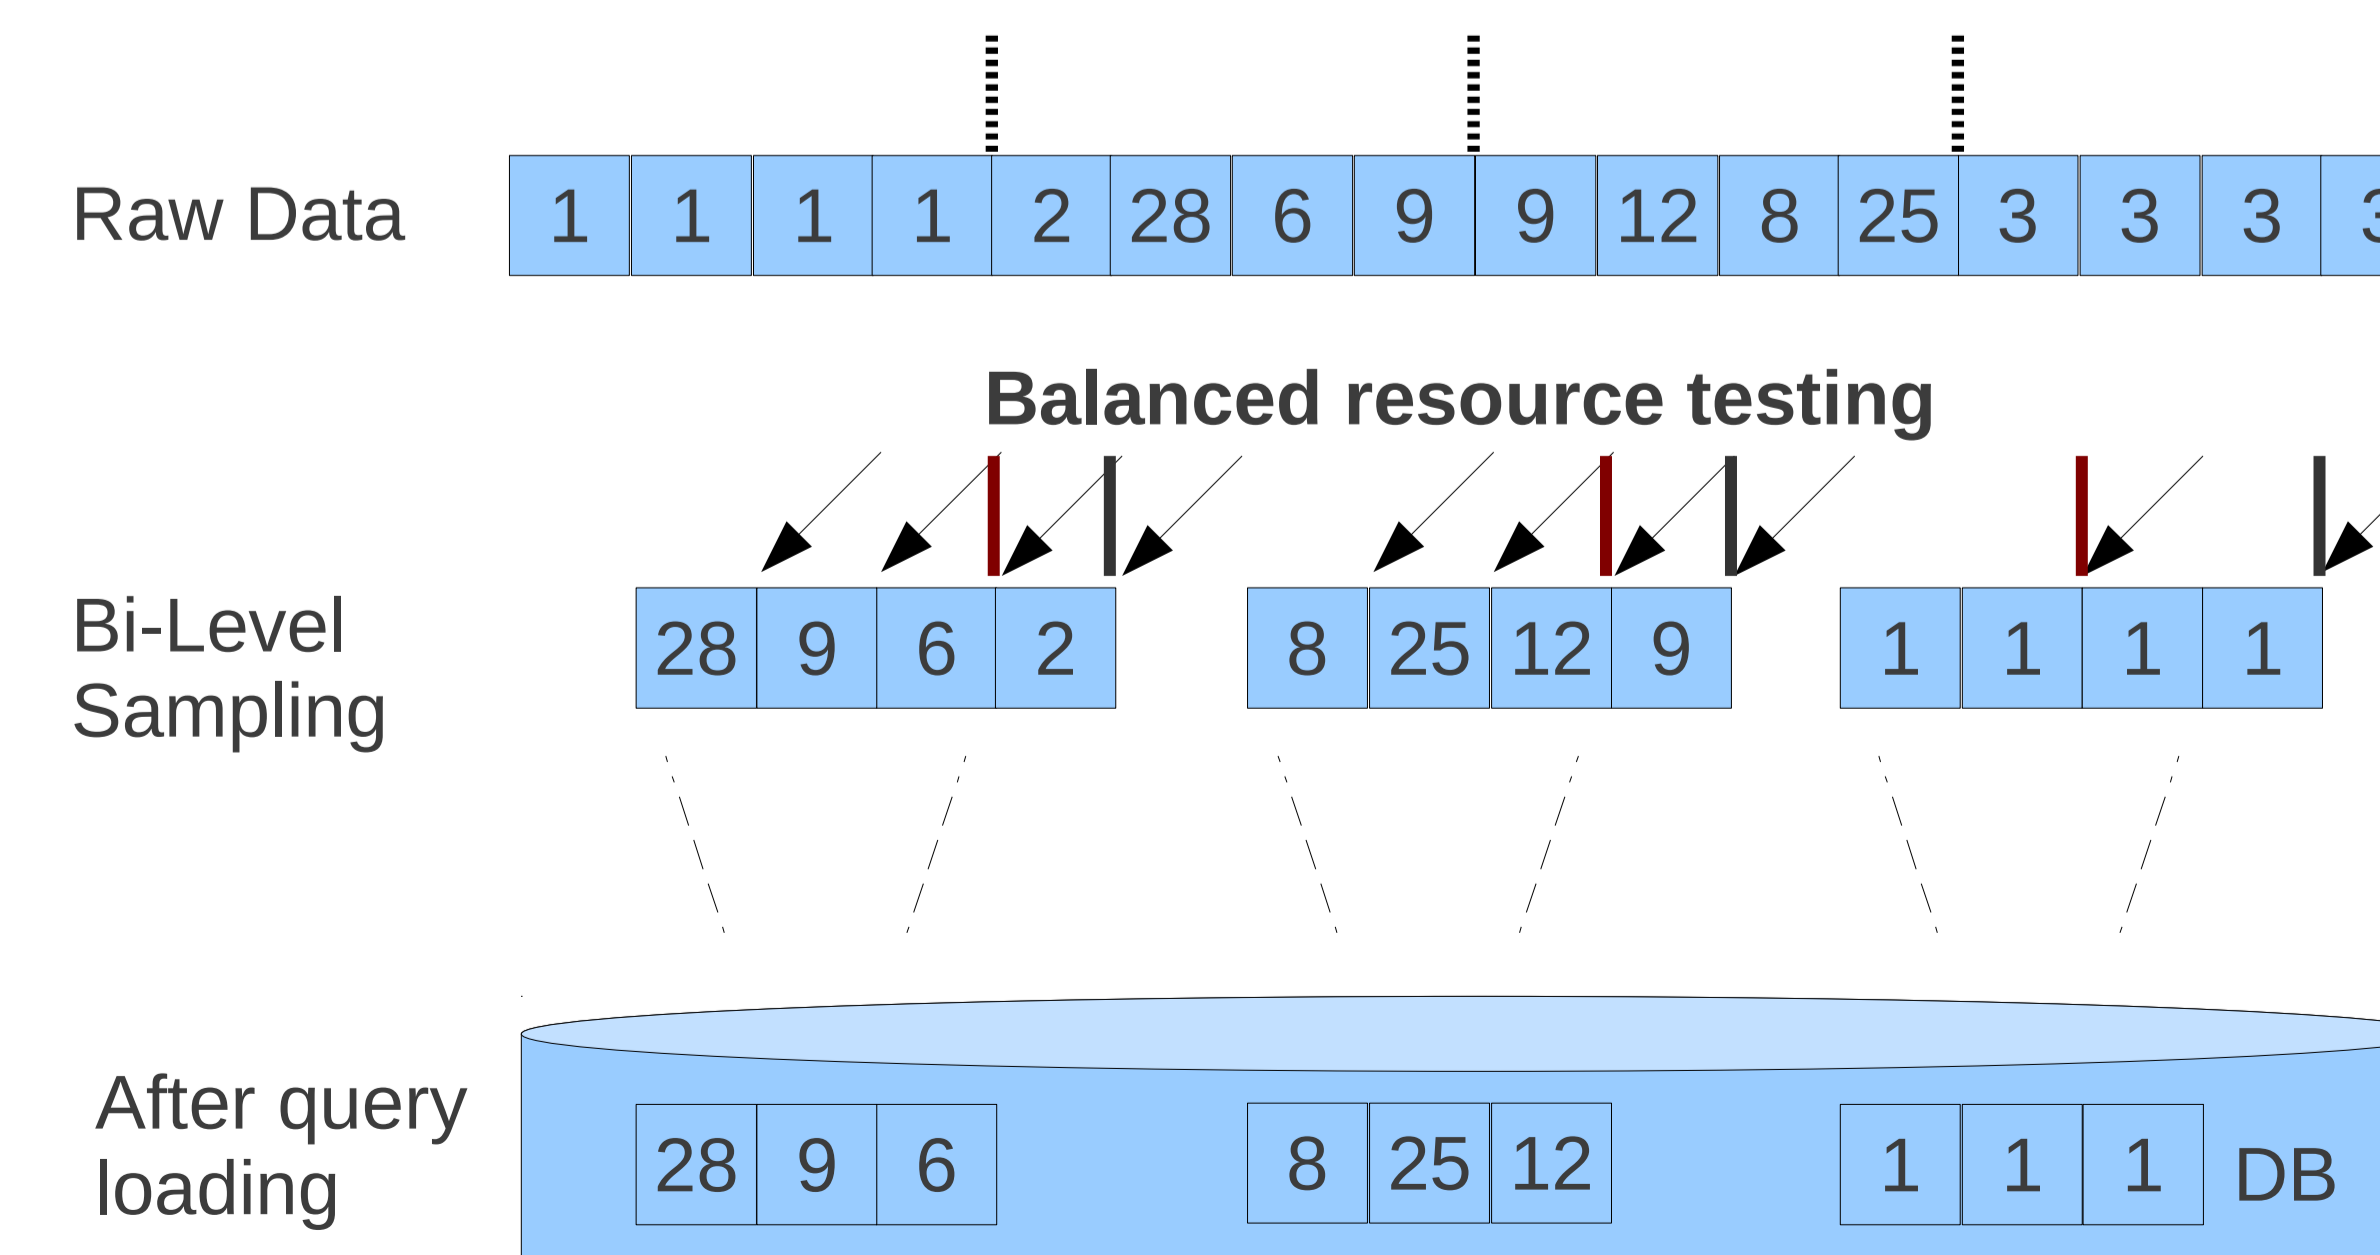 Raw Data 1 1 1 1 2 28 6 9 9 12 8 25 3 3 3
Balanced resource testing
Bi-Level
Sampling
28 9 6 2 8 25 12 9 1 1 1 1
After query
loading
28 9 6 8 25 12 1 1 1 DB